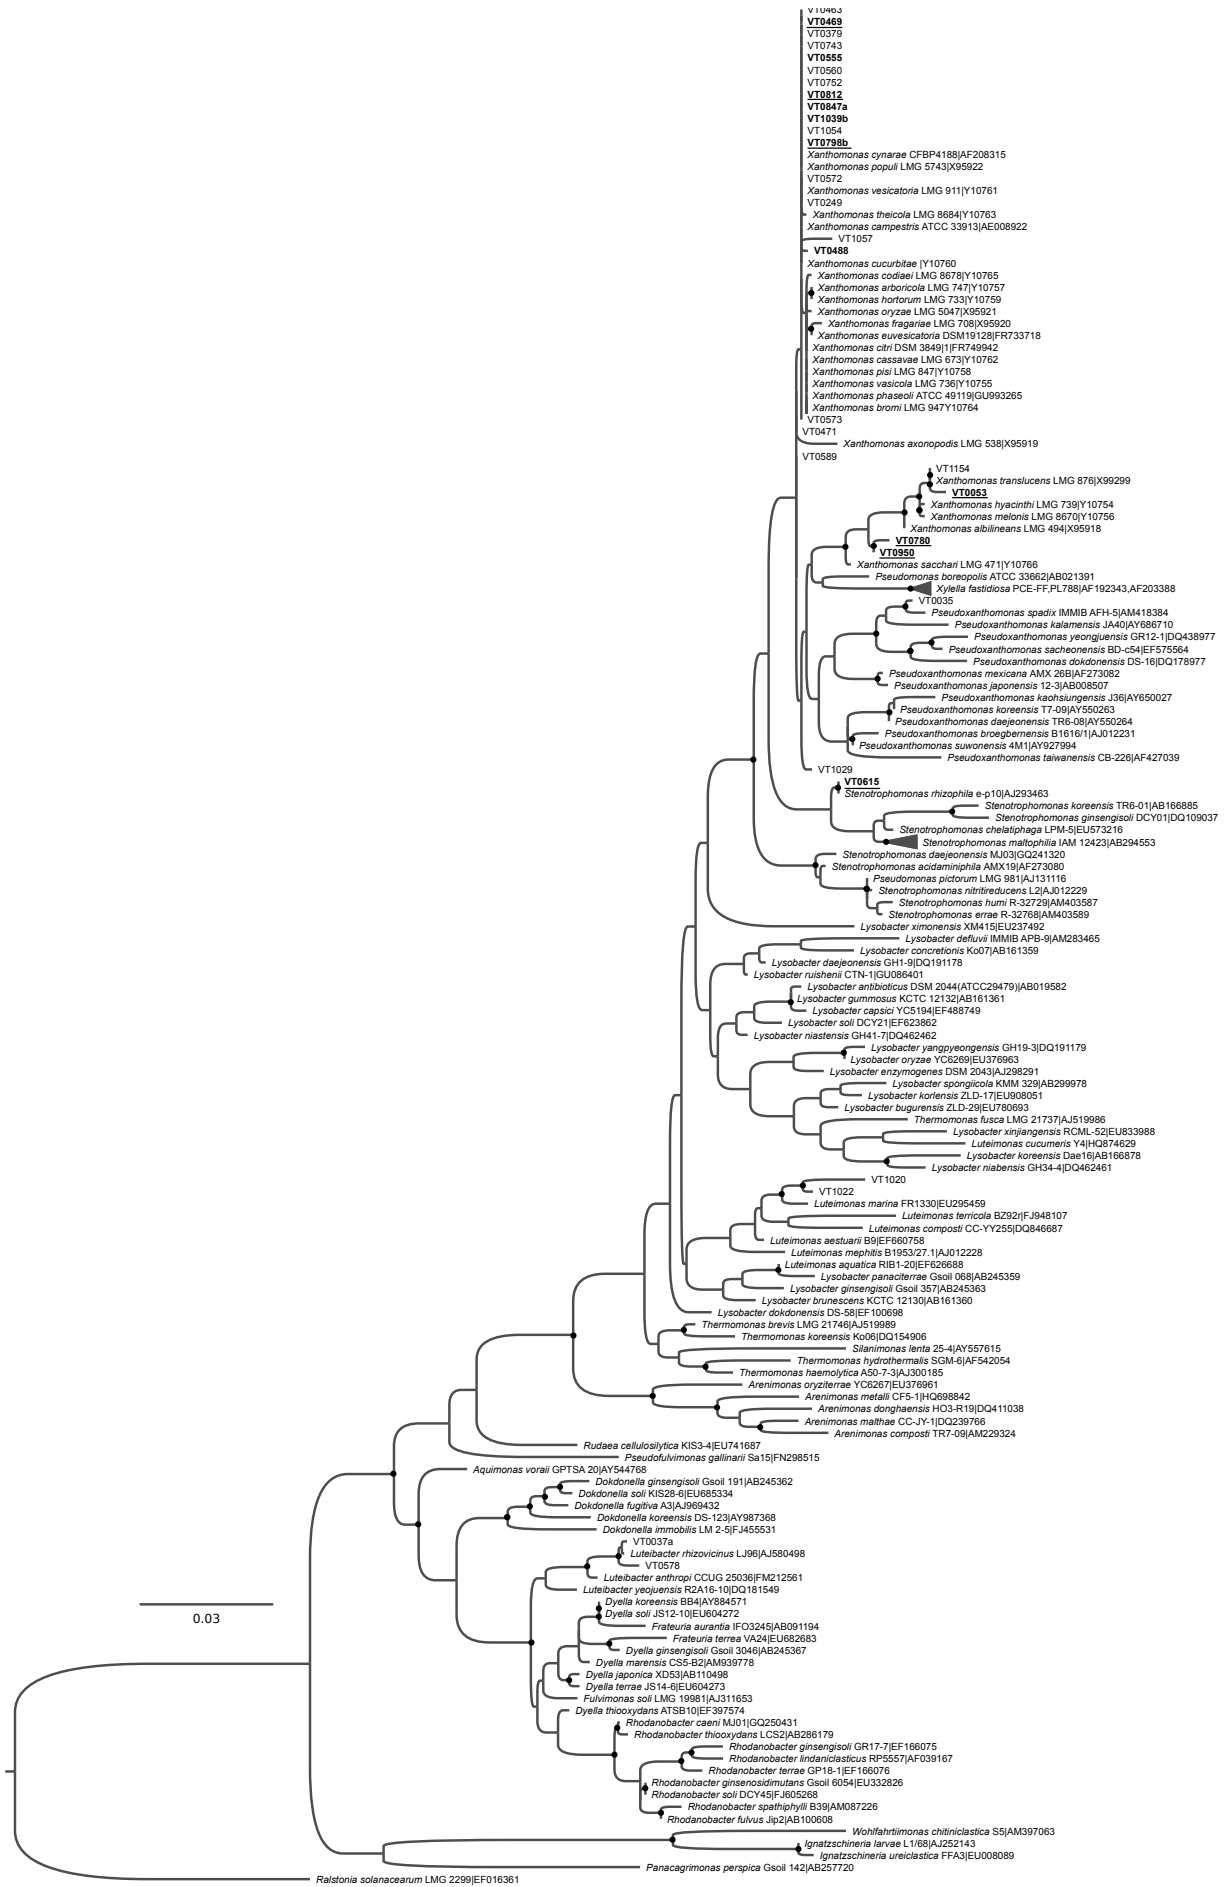 VT0463
VT0469
VT0379
VT0743
VT0555
VT0560
VT0752
VT0812
VT0847a
VT1039b
VT1054
VT0798b
Xanthomonas cynarae CFBP4188|AF208315
Xanthomonas populi LMG 5743|X95922
VT0572
Xanthomonas vesicatoria LMG 911|Y10761
VT0249
Xanthomonas theicola LMG 8684|Y10763
Xanthomonas campestris ATCC 33913|AE008922
VT1057
VT0488
Xanthomonas cucurbitae |Y10760
Xanthomonas codiaei LMG 8678|Y10765
Xanthomonas arboricola LMG 747|Y10757
Xanthomonas hortorum LMG 733|Y10759
Xanthomonas oryzae LMG 5047|X95921
Xanthomonas fragariae LMG 708|X95920
Xanthomonas euvesicatoria DSM19128|FR733718
Xanthomonas citri DSM 3849|1|FR749942
Xanthomonas cassavae LMG 673|Y10762
Xanthomonas pisi LMG 847|Y10758
Xanthomonas vasicola LMG 736|Y10755
Xanthomonas phaseoli ATCC 49119|GU993265
Xanthomonas bromi LMG 947Y10764
VT0573
VT0471
Xanthomonas axonopodis LMG 538|X95919
VT0589
VT1154
Xanthomonas translucens LMG 876|X99299
VT0053
Xanthomonas hyacinthi LMG 739|Y10754
Xanthomonas melonis LMG 8670|Y10756
Xanthomonas albilineans LMG 494|X95918
VT0780
VT0950
Xanthomonas sacchari LMG 471|Y10766
Pseudomonas boreopolis ATCC 33662|AB021391
Xylella fastidiosa PCE-FF,PL788|AF192343,AF203388
VT0035
Pseudoxanthomonas spadix IMMIB AFH-5|AM418384
Pseudoxanthomonas kalamensis JA40|AY686710
Pseudoxanthomonas yeongjuensis GR12-1|DQ438977
Pseudoxanthomonas sacheonensis BD-c54|EF575564
Pseudoxanthomonas dokdonensis DS-16|DQ178977
Pseudoxanthomonas mexicana AMX 26B|AF273082
Pseudoxanthomonas japonensis 12-3|AB008507
Pseudoxanthomonas kaohsiungensis J36|AY650027
Pseudoxanthomonas koreensis T7-09|AY550263
Pseudoxanthomonas daejeonensis TR6-08|AY550264
Pseudoxanthomonas broegbernensis B1616/1|AJ012231
Pseudoxanthomonas suwonensis 4M1|AY927994
Pseudoxanthomonas taiwanensis CB-226|AF427039
VT1029
VT0615
Stenotrophomonas rhizophila e-p10|AJ293463
Stenotrophomonas koreensis TR6-01|AB166885
Stenotrophomonas ginsengisoli DCY01|DQ109037
Stenotrophomonas chelatiphaga LPM-5|EU573216
Stenotrophomonas maltophilia IAM 12423|AB294553
Stenotrophomonas daejeonensis MJ03|GQ241320
Stenotrophomonas acidaminiphila AMX19|AF273080
Pseudomonas pictorum LMG 981|AJ131116
Stenotrophomonas nitritireducens L2|AJ012229
Stenotrophomonas humi R-32729|AM403587
Stenotrophomonas errae R-32768|AM403589
Lysobacter ximonensis XM415|EU237492
Lysobacter defluvii IMMIB APB-9|AM283465
Lysobacter concretionis Ko07|AB161359
Lysobacter daejeonensis GH1-9|DQ191178
Lysobacter ruishenii CTN-1|GU086401
Lysobacter antibioticus DSM 2044(ATCC29479)|AB019582
Lysobacter gummosus KCTC 12132|AB161361
Lysobacter capsici YC5194|EF488749
Lysobacter soli DCY21|EF623862
Lysobacter niastensis GH41-7|DQ462462
Lysobacter yangpyeongensis GH19-3|DQ191179
Lysobacter oryzae YC6269|EU376963
Lysobacter enzymogenes DSM 2043|AJ298291
Lysobacter spongiicola KMM 329|AB299978
Lysobacter korlensis ZLD-17|EU908051
Lysobacter bugurensis ZLD-29|EU780693
Thermomonas fusca LMG 21737|AJ519986
Lysobacter xinjiangensis RCML-52|EU833988
Luteimonas cucumeris Y4|HQ874629
Lysobacter koreensis Dae16|AB166878
Lysobacter niabensis GH34-4|DQ462461
VT1020
VT1022
Luteimonas marina FR1330|EU295459
Luteimonas terricola BZ92r|FJ948107
Luteimonas composti CC-YY255|DQ846687
Luteimonas aestuarii B9|EF660758
Luteimonas mephitis B1953/27.1|AJ012228
Luteimonas aquatica RIB1-20|EF626688
Lysobacter panaciterrae Gsoil 068|AB245359
Lysobacter ginsengisoli Gsoil 357|AB245363
Lysobacter brunescens KCTC 12130|AB161360
Lysobacter dokdonensis DS-58|EF100698
Thermomonas brevis LMG 21746|AJ519989
Thermomonas koreensis Ko06|DQ154906
Silanimonas lenta 25-4|AY557615
Thermomonas hydrothermalis SGM-6|AF542054
Thermomonas haemolytica A50-7-3|AJ300185
Arenimonas oryziterrae YC6267|EU376961
Arenimonas metalli CF5-1|HQ698842
Arenimonas donghaensis HO3-R19|DQ411038
Arenimonas malthae CC-JY-1|DQ239766
Arenimonas composti TR7-09|AM229324
Rudaea cellulosilytica KIS3-4|EU741687
Pseudofulvimonas gallinarii Sa15|FN298515
Aquimonas voraii GPTSA 20|AY544768
Dokdonella ginsengisoli Gsoil 191|AB245362
Dokdonella soli KIS28-6|EU685334
Dokdonella fugitiva A3|AJ969432
Dokdonella koreensis DS-123|AY987368
Dokdonella immobilis LM 2-5|FJ455531
VT0037a
Luteibacter rhizovicinus LJ96|AJ580498
VT0578
Luteibacter anthropi CCUG 25036|FM212561
Luteibacter yeojuensis R2A16-10|DQ181549
Dyella koreensis BB4|AY884571
Dyella soli JS12-10|EU604272
Frateuria aurantia IFO3245|AB091194
Frateuria terrea VA24|EU682683
Dyella ginsengisoli Gsoil 3046|AB245367
Dyella marensis CS5-B2|AM939778
Dyella japonica XD53|AB110498
Dyella terrae JS14-6|EU604273
Fulvimonas soli LMG 19981|AJ311653
Dyella thiooxydans ATSB10|EF397574
Rhodanobacter caeni MJ01|GQ250431
Rhodanobacter thiooxydans LCS2|AB286179
Rhodanobacter ginsengisoli GR17-7|EF166075
Rhodanobacter lindaniclasticus RP5557|AF039167
Rhodanobacter terrae GP18-1|EF166076
Rhodanobacter ginsenosidimutans Gsoil 6054|EU332826
Rhodanobacter soli DCY45|FJ605268
Rhodanobacter spathiphylli B39|AM087226
Rhodanobacter fulvus Jip2|AB100608
Wohlfahrtiimonas chitiniclastica S5|AM397063
Ignatzschineria larvae L1/68|AJ252143
Ignatzschineria ureiclastica FFA3|EU008089
Panacagrimonas perspica Gsoil 142|AB257720
Ralstonia solanacearum LMG 2299|EF016361
0.03